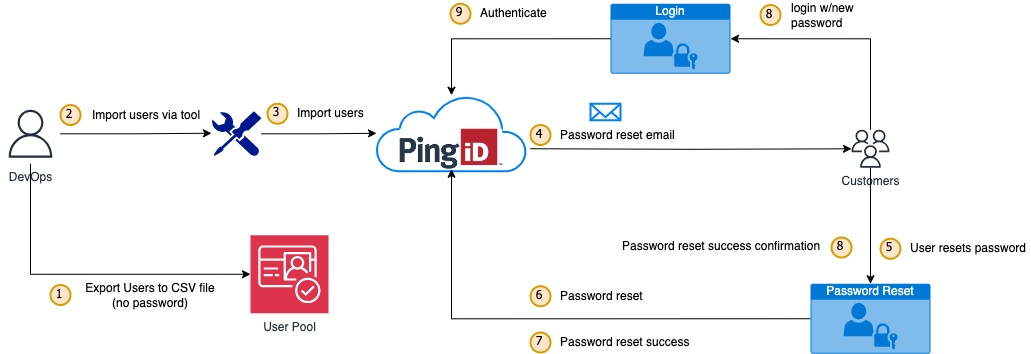 9 Authenticate
Login
8 login w/new
password
2 Import users via tool
3 Import users
Ping iD
4 Password reset email
DevOps
Customers
Password reset success confirmation 8
5 User resets password
1 Export Users to CSV file
(no password)
User Pool
6 Password reset
Password Reset
7 Password reset success